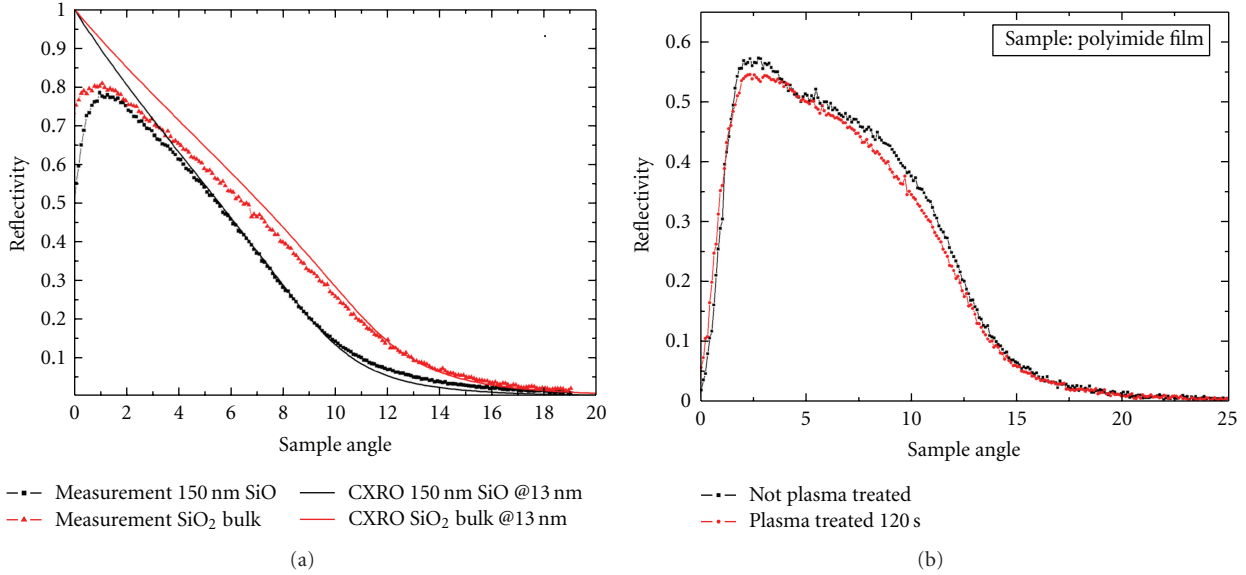 1
0.9
0.8
0.7
0.6
0.5
0.4
0.3
0.2
0.1
Reflectivity
0 2 4 6 8 10 12 14 16 18 20
Sample angle
Measurement 150 nm SiO
Measurement SiO₂ bulk
CXRO 150 nm SiO @13 nm
CXRO SiO₂ bulk @13 nm
(a)
Sample: polyimide film
0.6
0.5
0.4
0.3
0.2
0.1
0
Reflectivity
0 5 10 15 20 25
Sample angle
Not plasma treated
Plasma treated 120 s
(b)